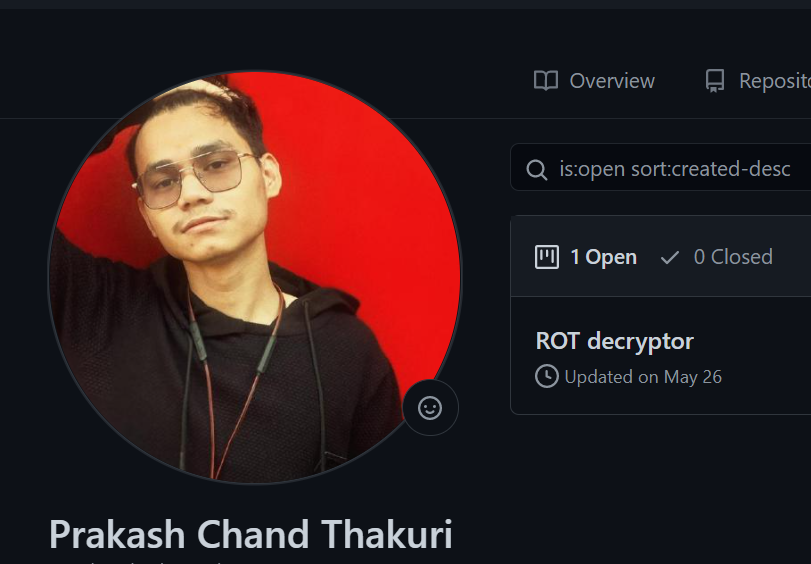 Overview
is:open sort:created-desc
1 Open 0 Closed
ROT decryptor
Updated on May 26
Prakash Chand Thakuri